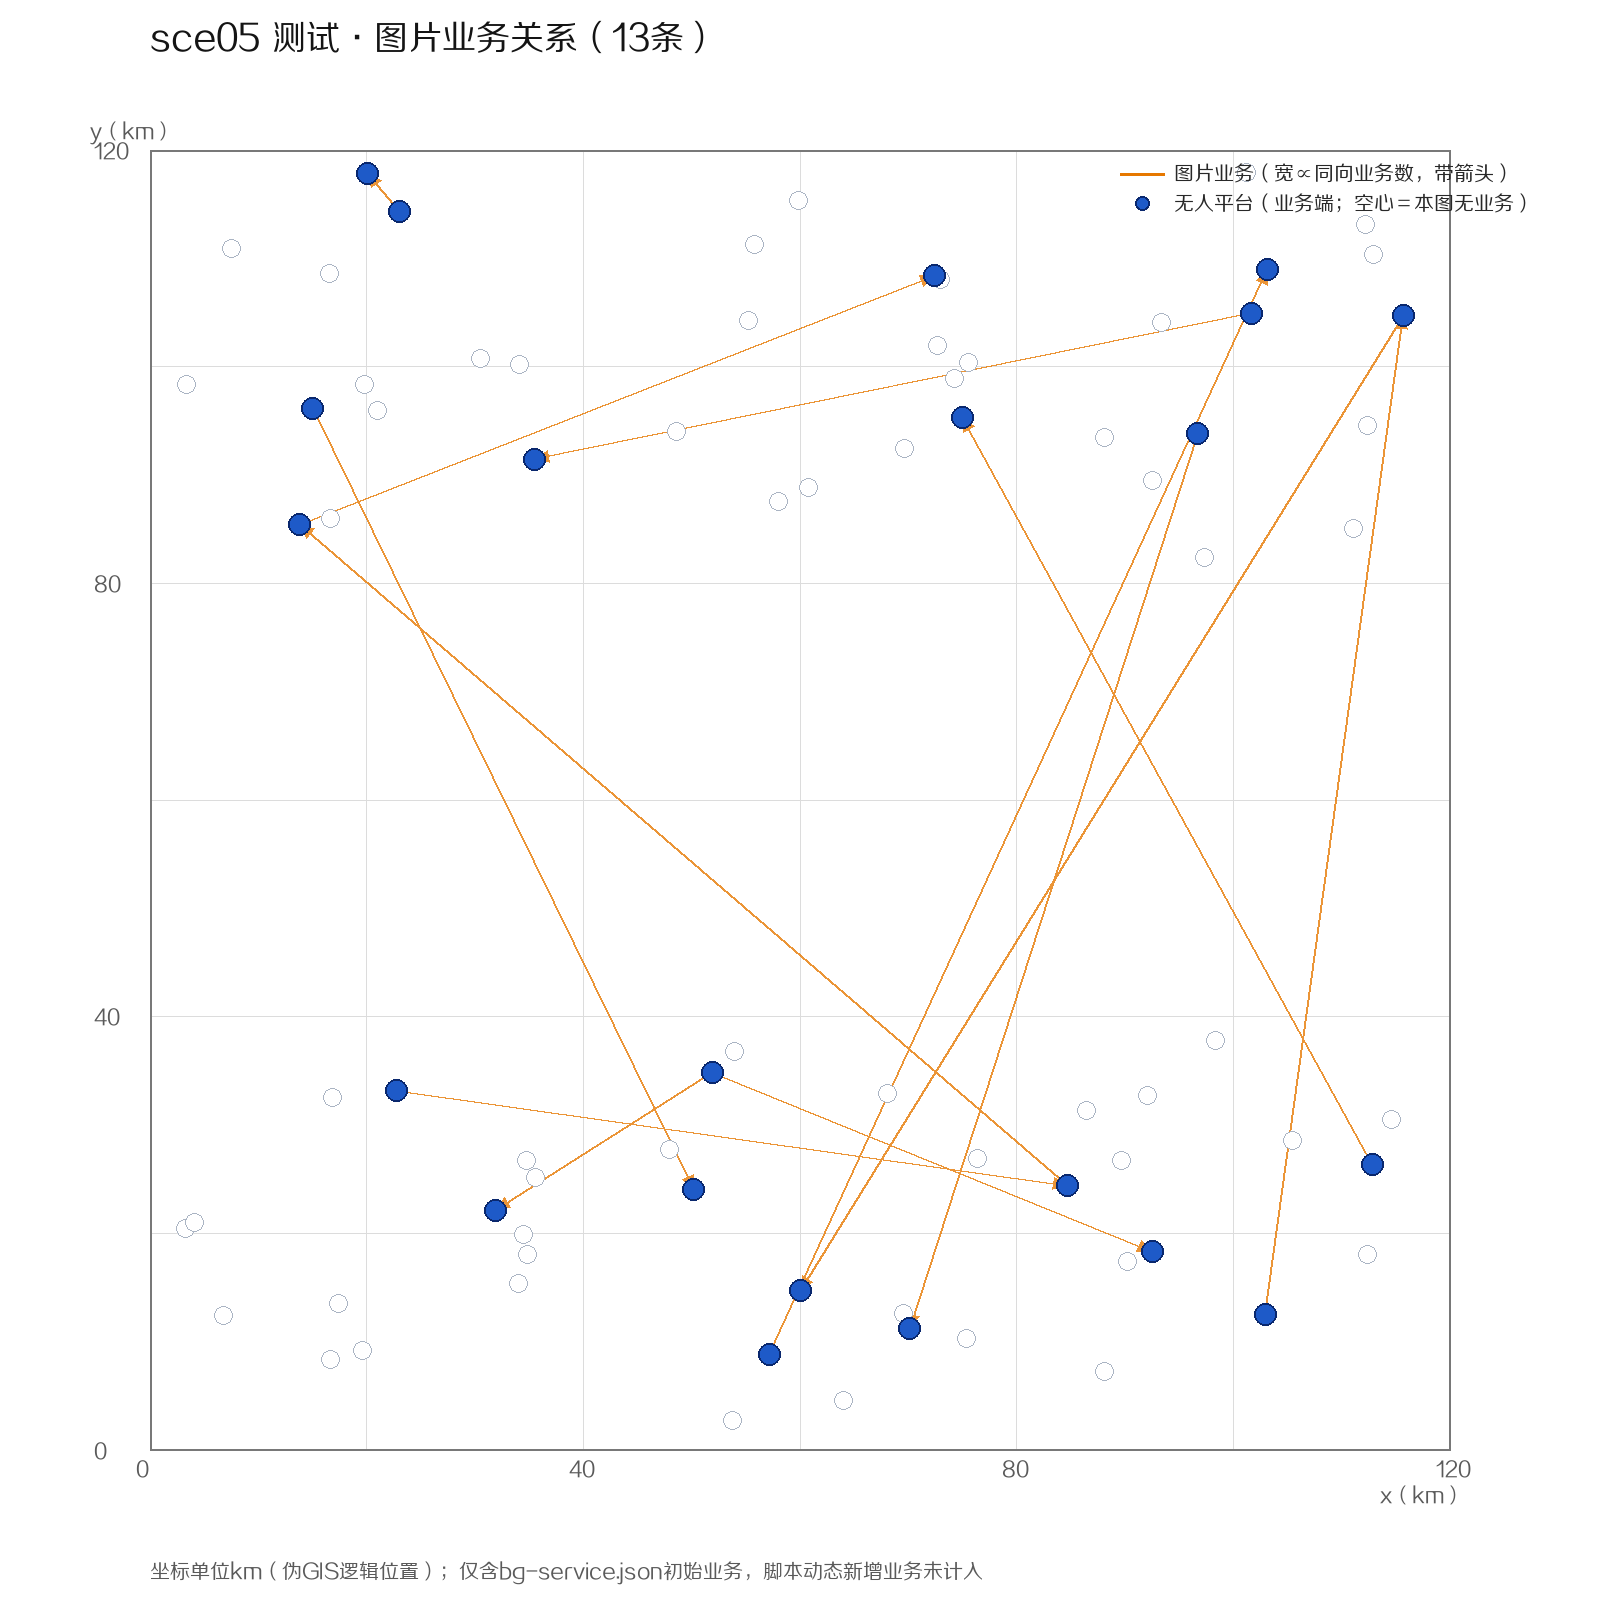 sce05 测试·图片业务关系（13条）
y（km）
120
图片业务（宽∝同向业务数，带箭头）
无人平台（业务端；空心=本图无业务）
80
40
0
0 40 80 120
x（km）
坐标单位km（伪GIS逻辑位置）；仅含bg-service.json初始业务，脚本动态新增业务未计入